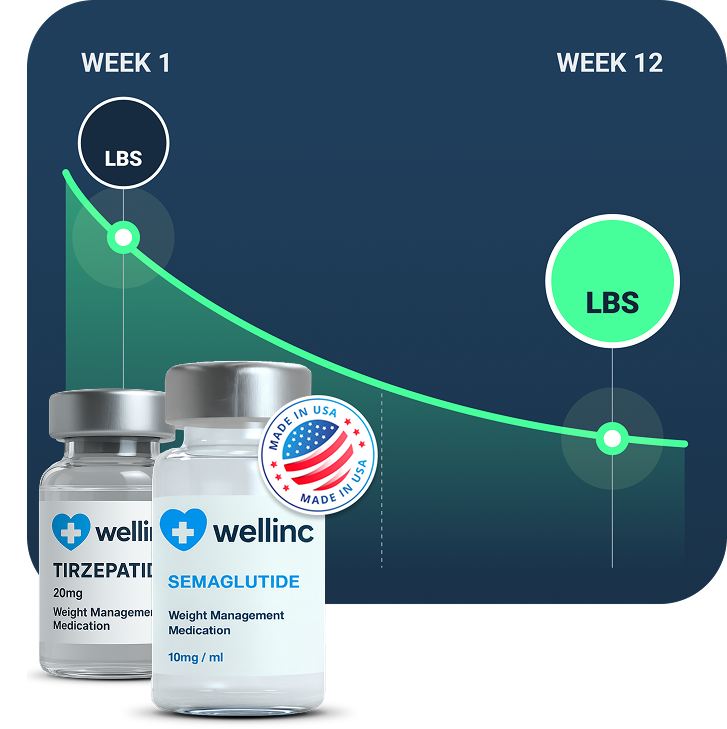 WEEK 1
WEEK 12
LBS
LBS
MADE IN USA
MADE IN USA
wellinc
TIRZEPATID
20mg
Weight Managemen
Medication
wellinc
SEMAGLUTIDE
Weight Management
Medication
10mg / ml